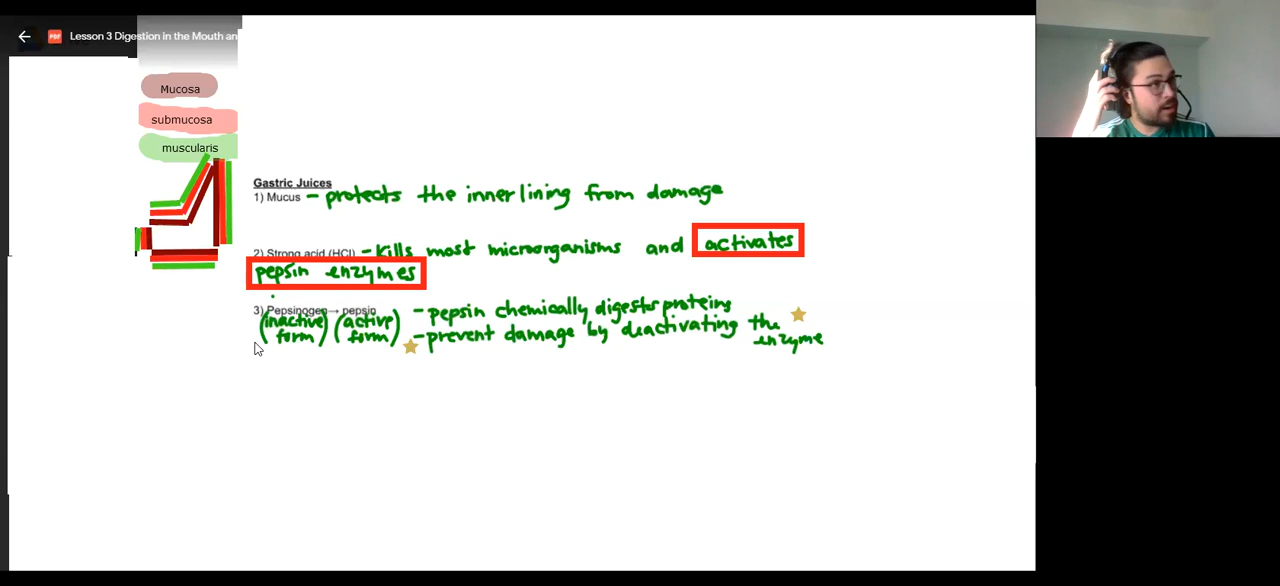 Lesson 3 Digestion in the Mouth an
Mucosa
submucosa
muscularis
Gastric Juices
1) Mucus – protects the inner lining from damage
2) Strong acid (HCl) – kills most microorganisms and activates
pepsin enzymes
3) Pepsinogen → pepsin – pepsin chemically digests proteins
(inactive form) (active form) – prevent damage by deactivating the enzyme